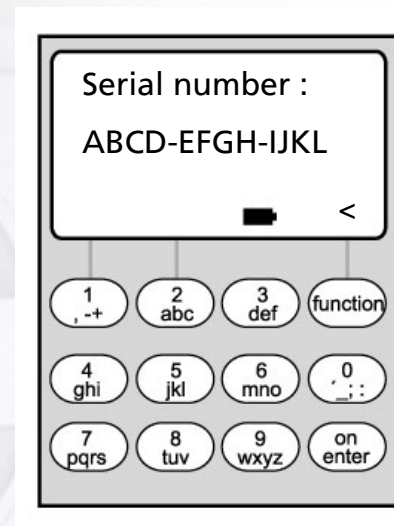 Serial number :
ABCD-EFGH-IJKL
<
1 2 3 function
, -+ abc def
4 5 6 0
ghi jkl mno ´_; :
7 8 9 on
pqrs tuv wxyz enter